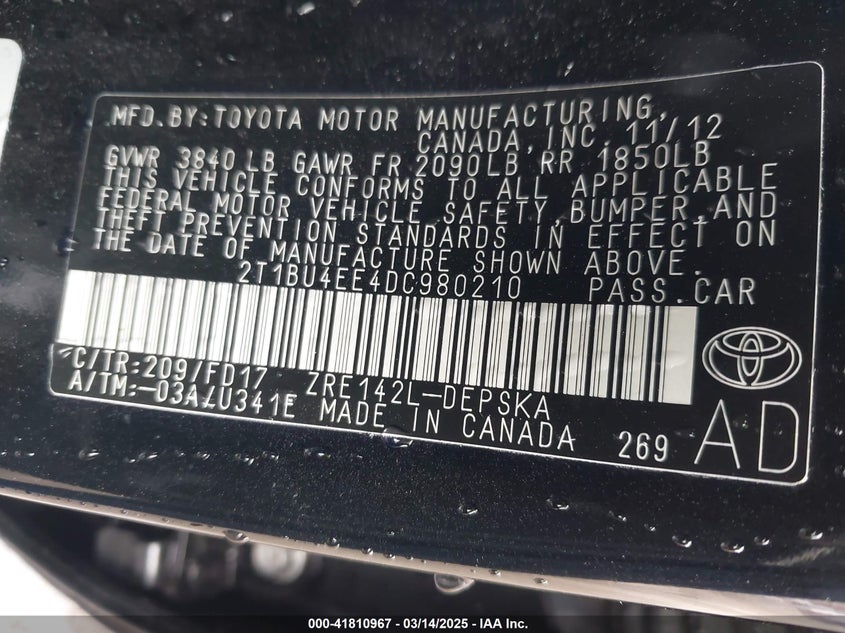 MFD.BY:TOYOTA MOTOR MANUFACTURING,
CANADA,INC. 11/12
GVWR 3840 LB GAWR FR 2090LB RR 1850LB
THIS VEHICLE CONFORMS TO ALL APPLICABLE
FEDERAL MOTOR VEHICLE SAFETY,BUMPER,AND
THEFT PREVENTION STANDARDS IN EFFECT ON
THE DATE OF MANUFACTURE SHOWN ABOVE.
2T1BU4EE4DC980210 PASS.CAR
C/TR:209/FD17 ZRE142L-DEPSKA
A/TM:-03A/U341E MADE IN CANADA 269 AD
000-41810967 / 03/14/2025 - IAA Inc.